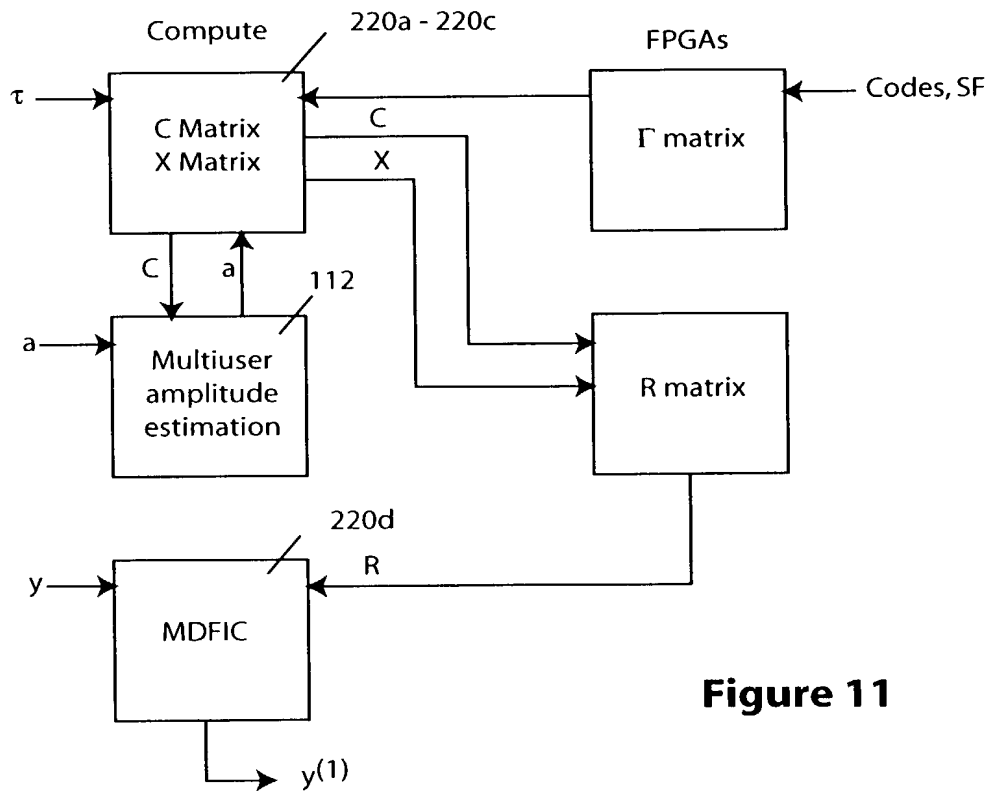 Compute
220a - 220c
FPGAs
τ
C Matrix
X Matrix
C
X
Γ matrix
Codes, SF
C
a
112
a
Multiuser
amplitude
estimation
R matrix
220d
y
R
MDFIC
Figure 11
y(1)